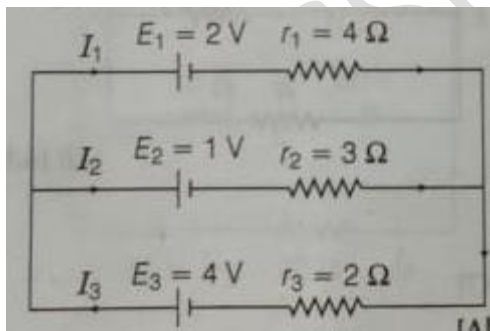 I₁ E₁ = 2 V r₁ = 4 Ω
I₂ E₂ = 1 V r₂ = 3 Ω
I₃ E₃ = 4 V r₃ = 2 Ω
[A]